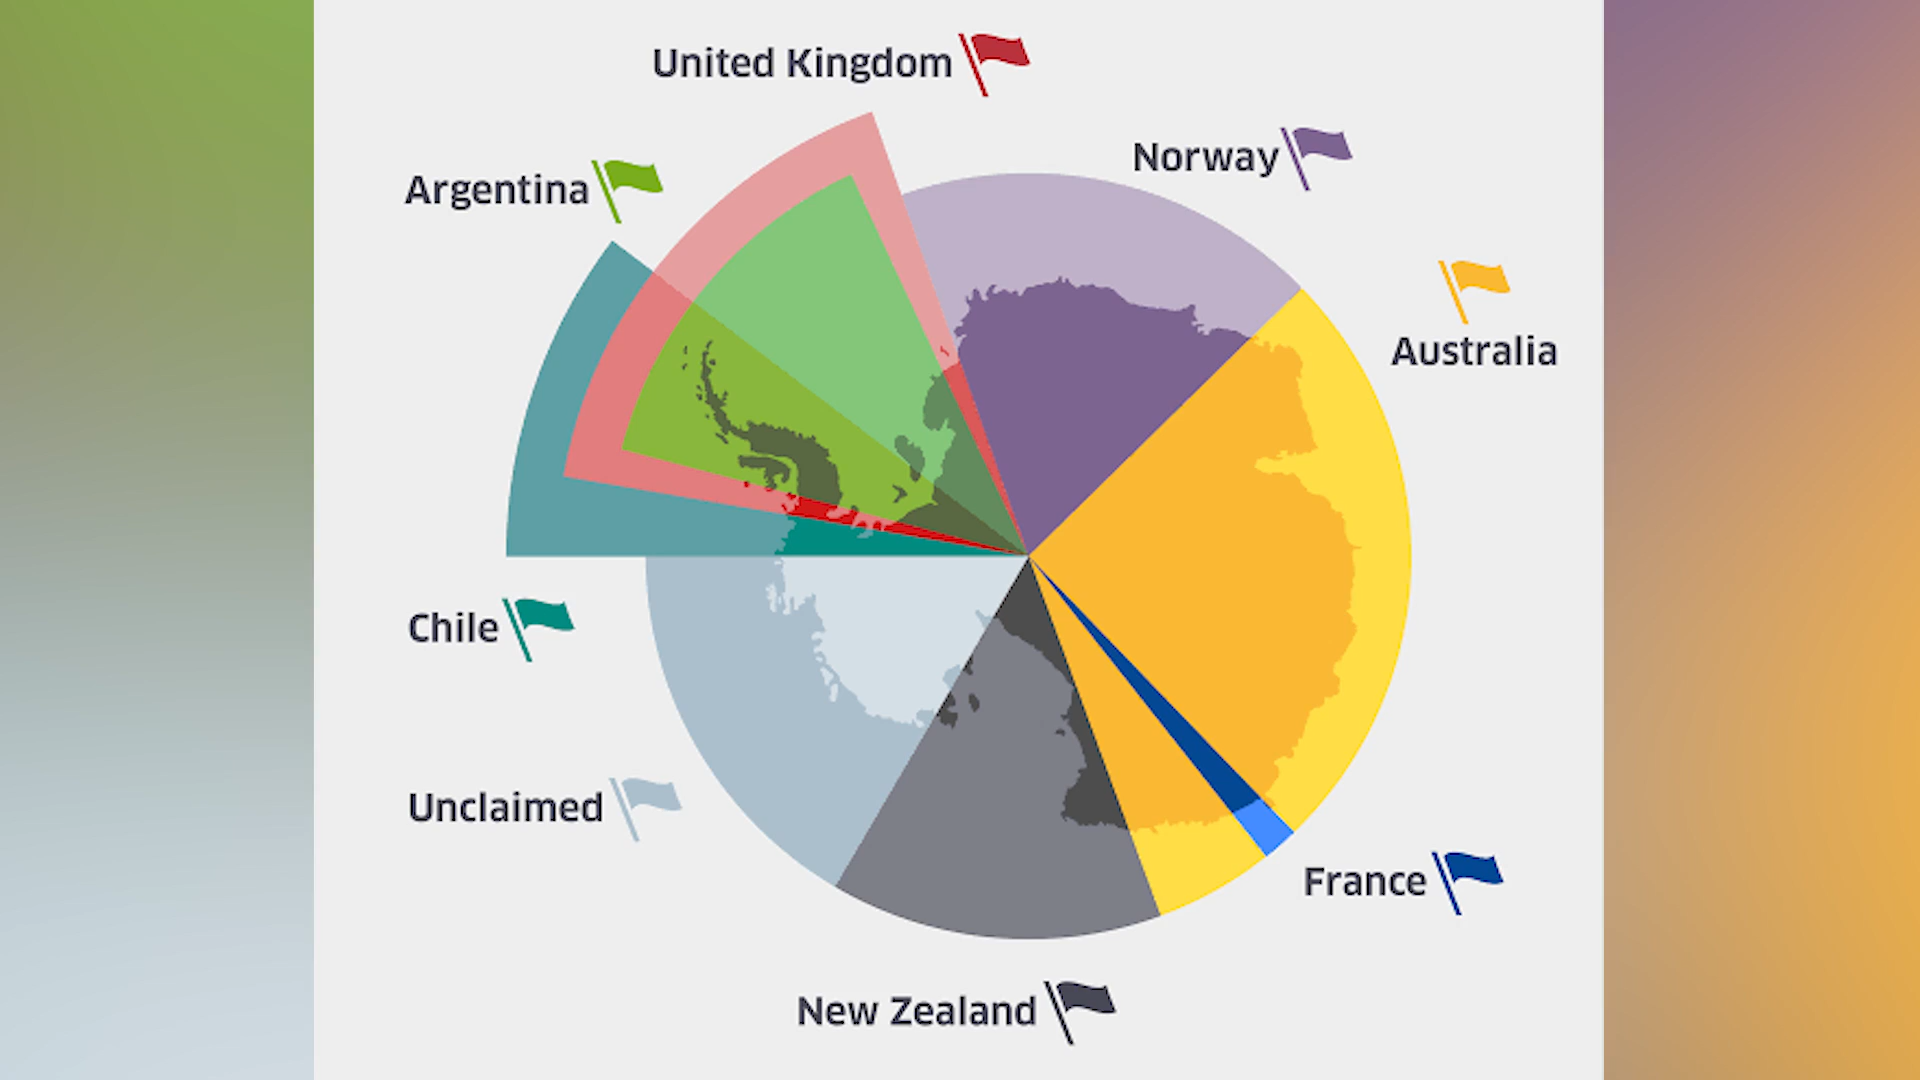 United Kingdom
Norway
Argentina
Australia
Chile
Unclaimed
France
New Zealand